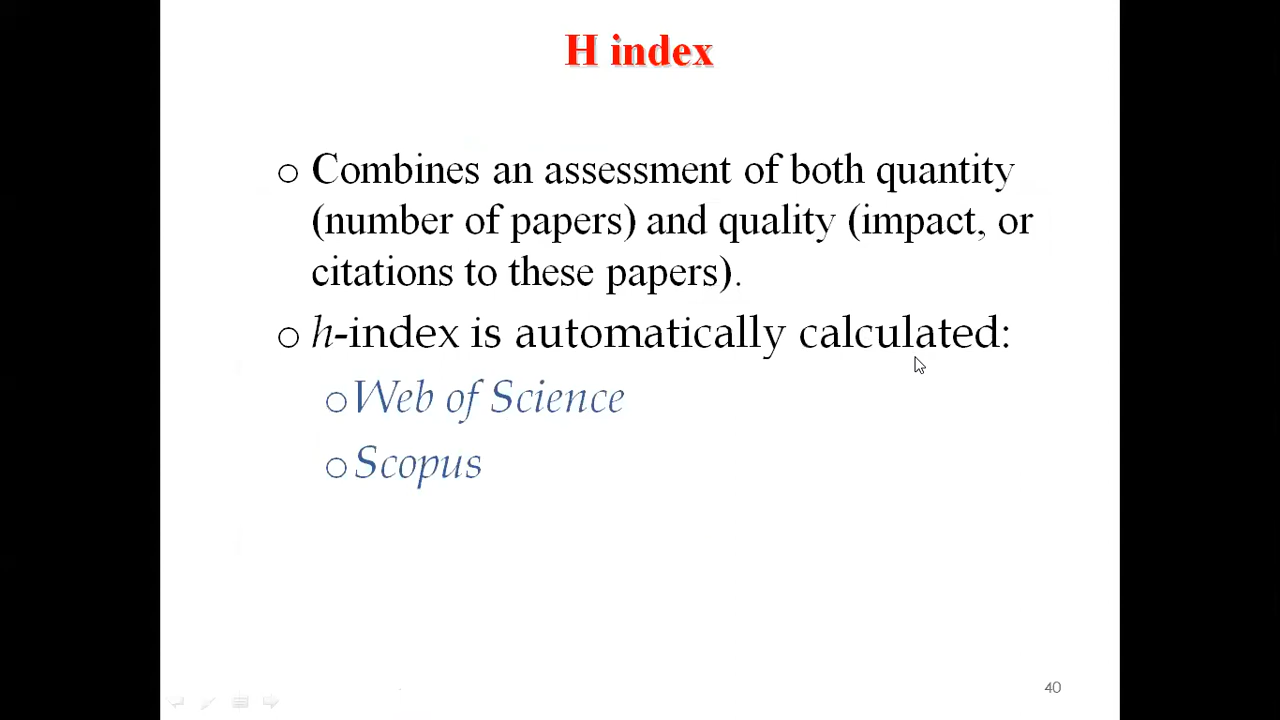 H index
○ Combines an assessment of both quantity
(number of papers) and quality (impact, or
citations to these papers).
○ h-index is automatically calculated:
○ Web of Science
○ Scopus
40